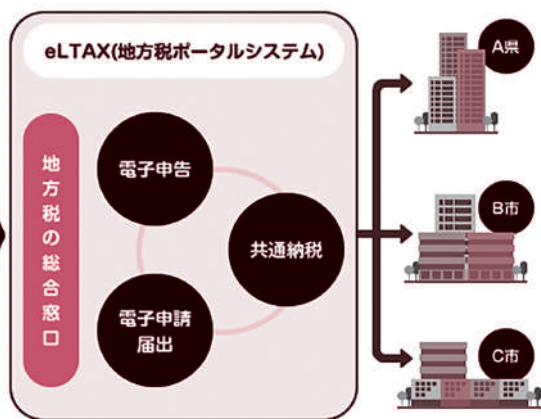 eLTAX(地方税ポータルシステム)
地方税の総合窓口
電子申告
共通納税
電子申請
届出
A県
B市
C市